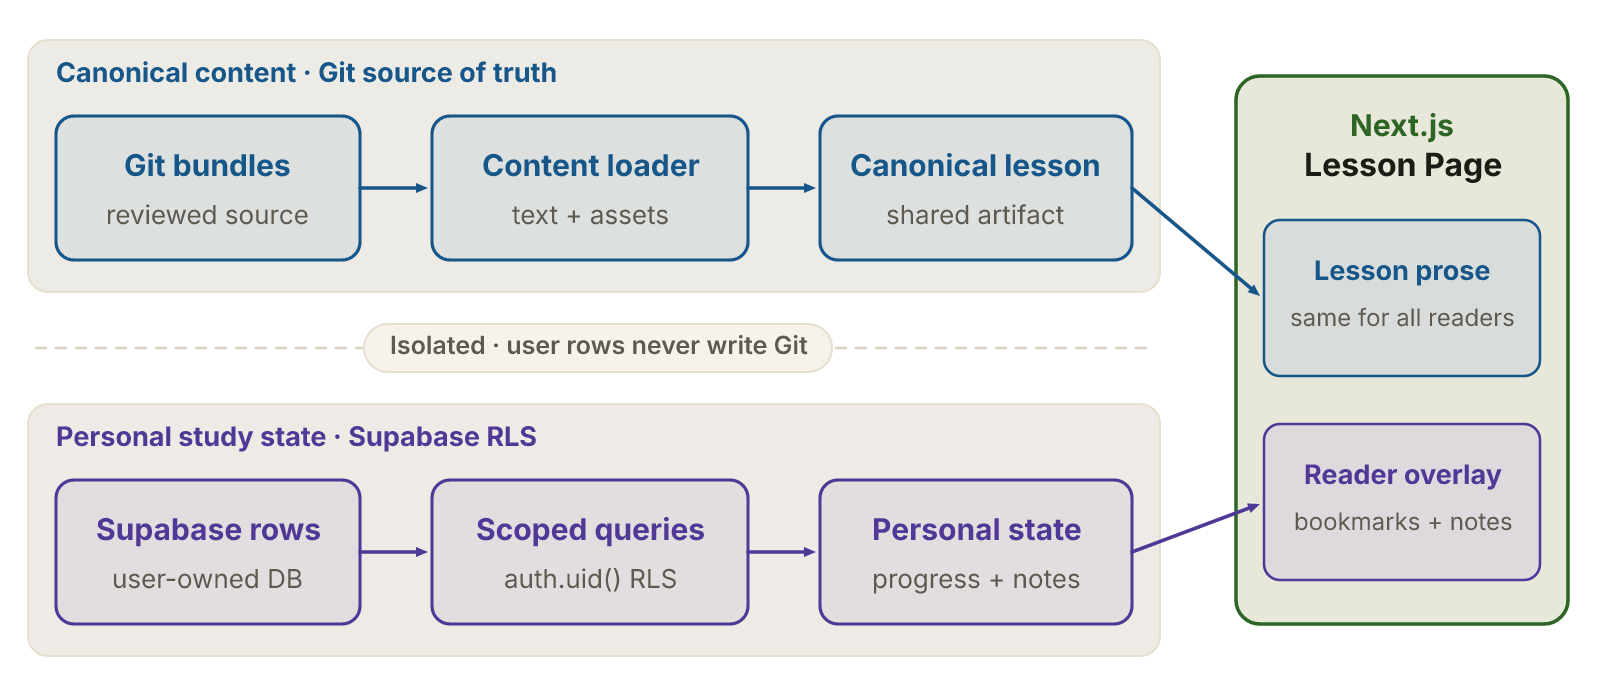 Canonical content · Git source of truth
Git bundles
reviewed source
Content loader
text + assets
Canonical lesson
shared artifact
Isolated · user rows never write Git
Personal study state · Supabase RLS
Supabase rows
user-owned DB
Scoped queries
auth.uid() RLS
Personal state
progress + notes
Next.js
Lesson Page
Lesson prose
same for all readers
Reader overlay
bookmarks + notes